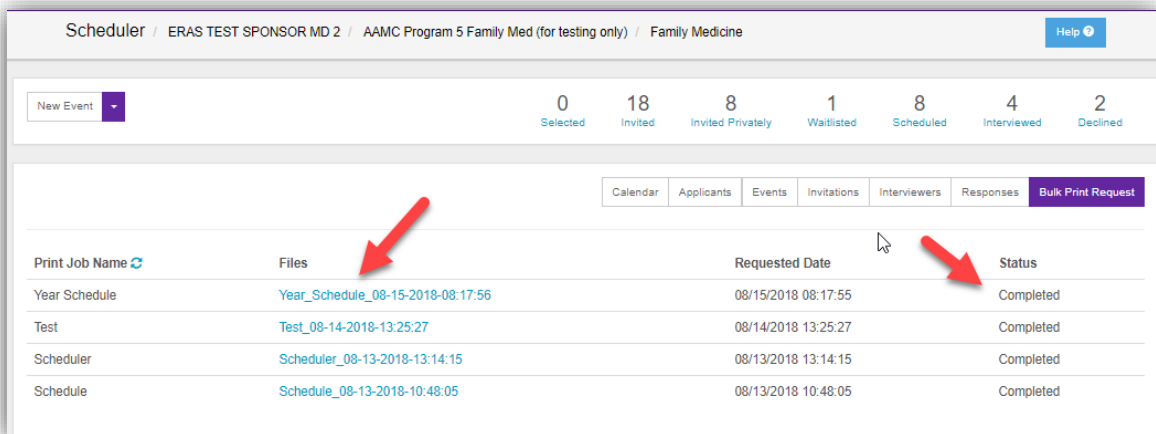 Scheduler / ERAS TEST SPONSOR MD 2 / AAMC Program 5 Family Med (for testing only) / Family Medicine Help ?
New Event 0 18 8 1 8 4 2
Selected Invited Invited Privately Waitlisted Scheduled Interviewed Declined
Calendar Applicants Events Invitations Interviewers Responses Bulk Print Request
Print Job Name Files Requested Date Status
Year Schedule Year_Schedule_08-15-2018-08:17:56 08/15/2018 08:17:55 Completed
Test Test_08-14-2018-13:25:27 08/14/2018 13:25:27 Completed
Scheduler Scheduler_08-13-2018-13:14:15 08/13/2018 13:14:15 Completed
Schedule Schedule_08-13-2018-10:48:05 08/13/2018 10:48:05 Completed